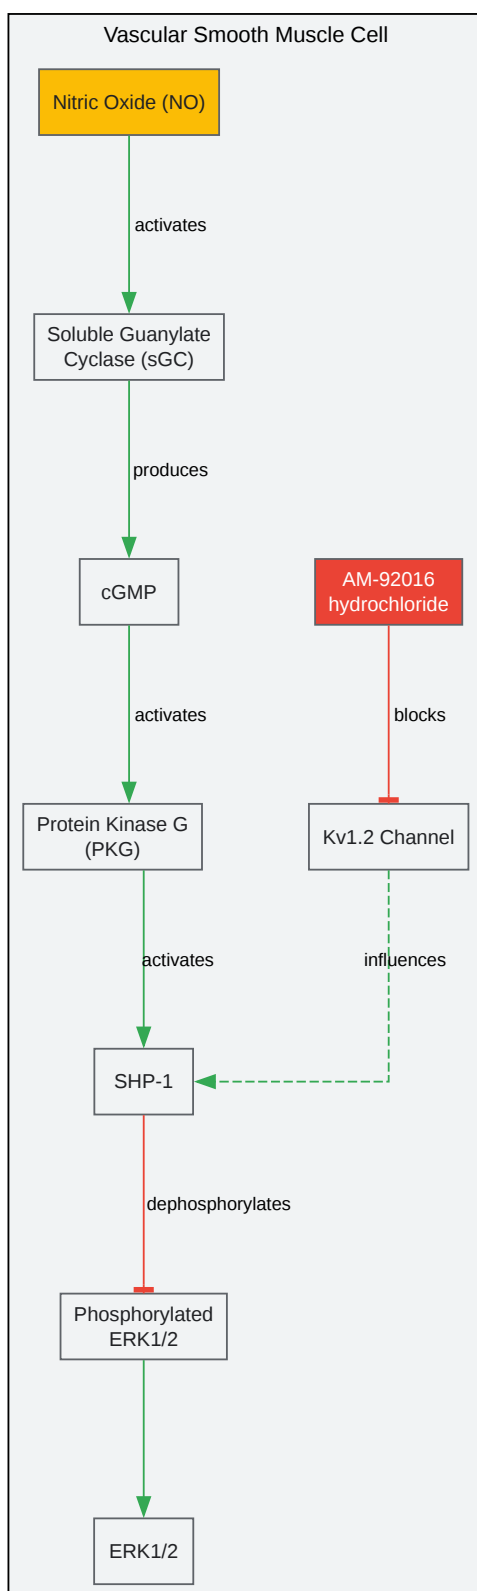 Vascular Smooth Muscle Cell
Nitric Oxide (NO)
activates
Soluble Guanylate
Cyclase (sGC)
produces
cGMP
AM-92016
hydrochloride
activates
blocks
Protein Kinase G
(PKG)
Kv1.2 Channel
activates
influences
SHP-1
dephosphorylates
Phosphorylated
ERK1/2
ERK1/2